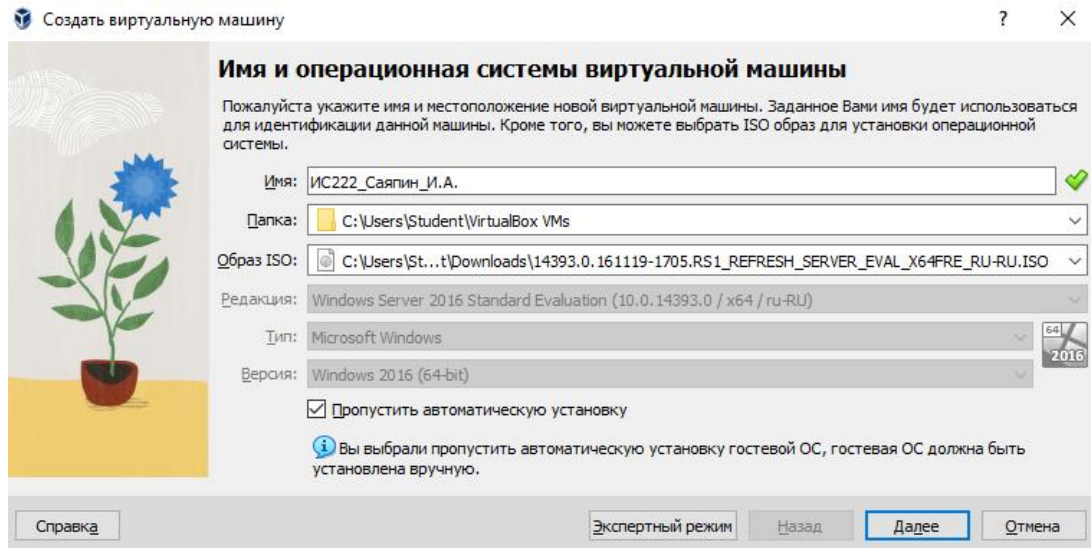 Создать виртуальную машину
?
Имя и операционная системы виртуальной машины
Пожалуйста укажите имя и местоположение новой виртуальной машины. Заданное Вами имя будет использоваться
для идентификации данной машины. Кроме того, вы можете выбрать ISO образ для установки операционной
системы.
Имя: ИС222_Саяпин_И.А.
Папка: C:\Users\Student\VirtualBox VMs
Образ ISO: C:\Users\St...t\Downloads\14393.0.161119-1705.RS1_REFRESH_SERVER_EVAL_X64FRE_RU-RU.ISO
Редакция: Windows Server 2016 Standard Evaluation (10.0.14393.0 / x64 / ru-RU)
Тип: Microsoft Windows
64
2016
Версия: Windows 2016 (64-bit)
Пропустить автоматическую установку
Вы выбрали пропустить автоматическую установку гостевой ОС, гостевая ОС должна быть
установлена вручную.
Справка Экспертный режим Назад Далее Отмена